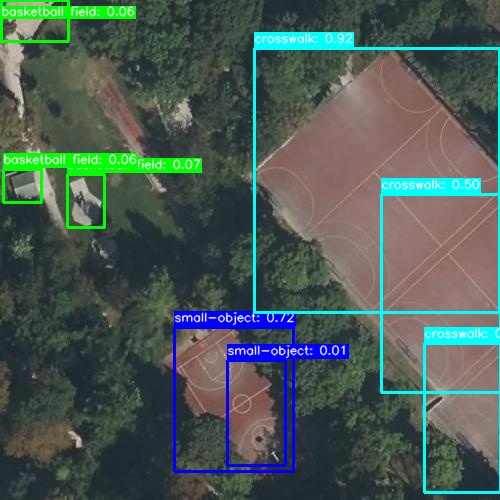 basketball field: 0.06
crosswalk: 0.92
basketball field: 0.06
field: 0.07
crosswalk: 0.50
small-object: 0.72
crosswalk: 0
small-object: 0.01